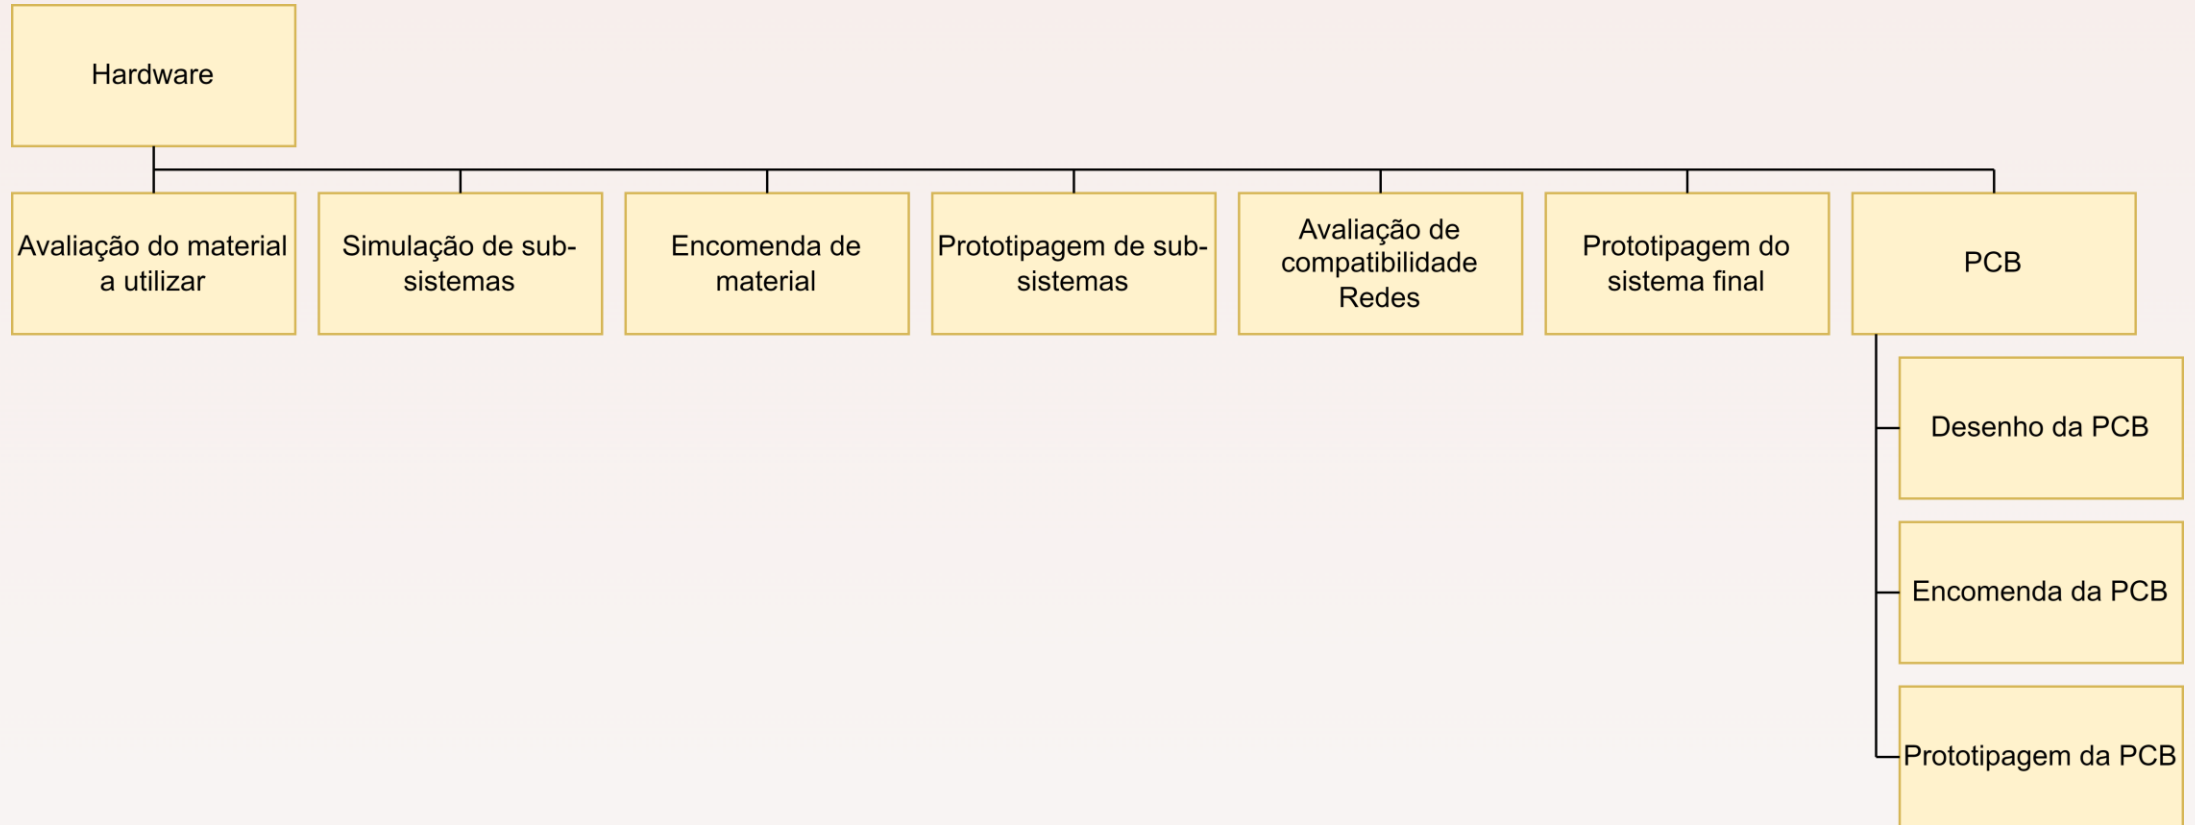 Hardware
Avaliação do material
a utilizar
Simulação de sub-
sistemas
Encomenda de
material
Prototipagem de sub-
sistemas
Avaliação de
compatibilidade
Redes
Prototipagem do
sistema final
PCB
Desenho da PCB
Encomenda da PCB
Prototipagem da PCB